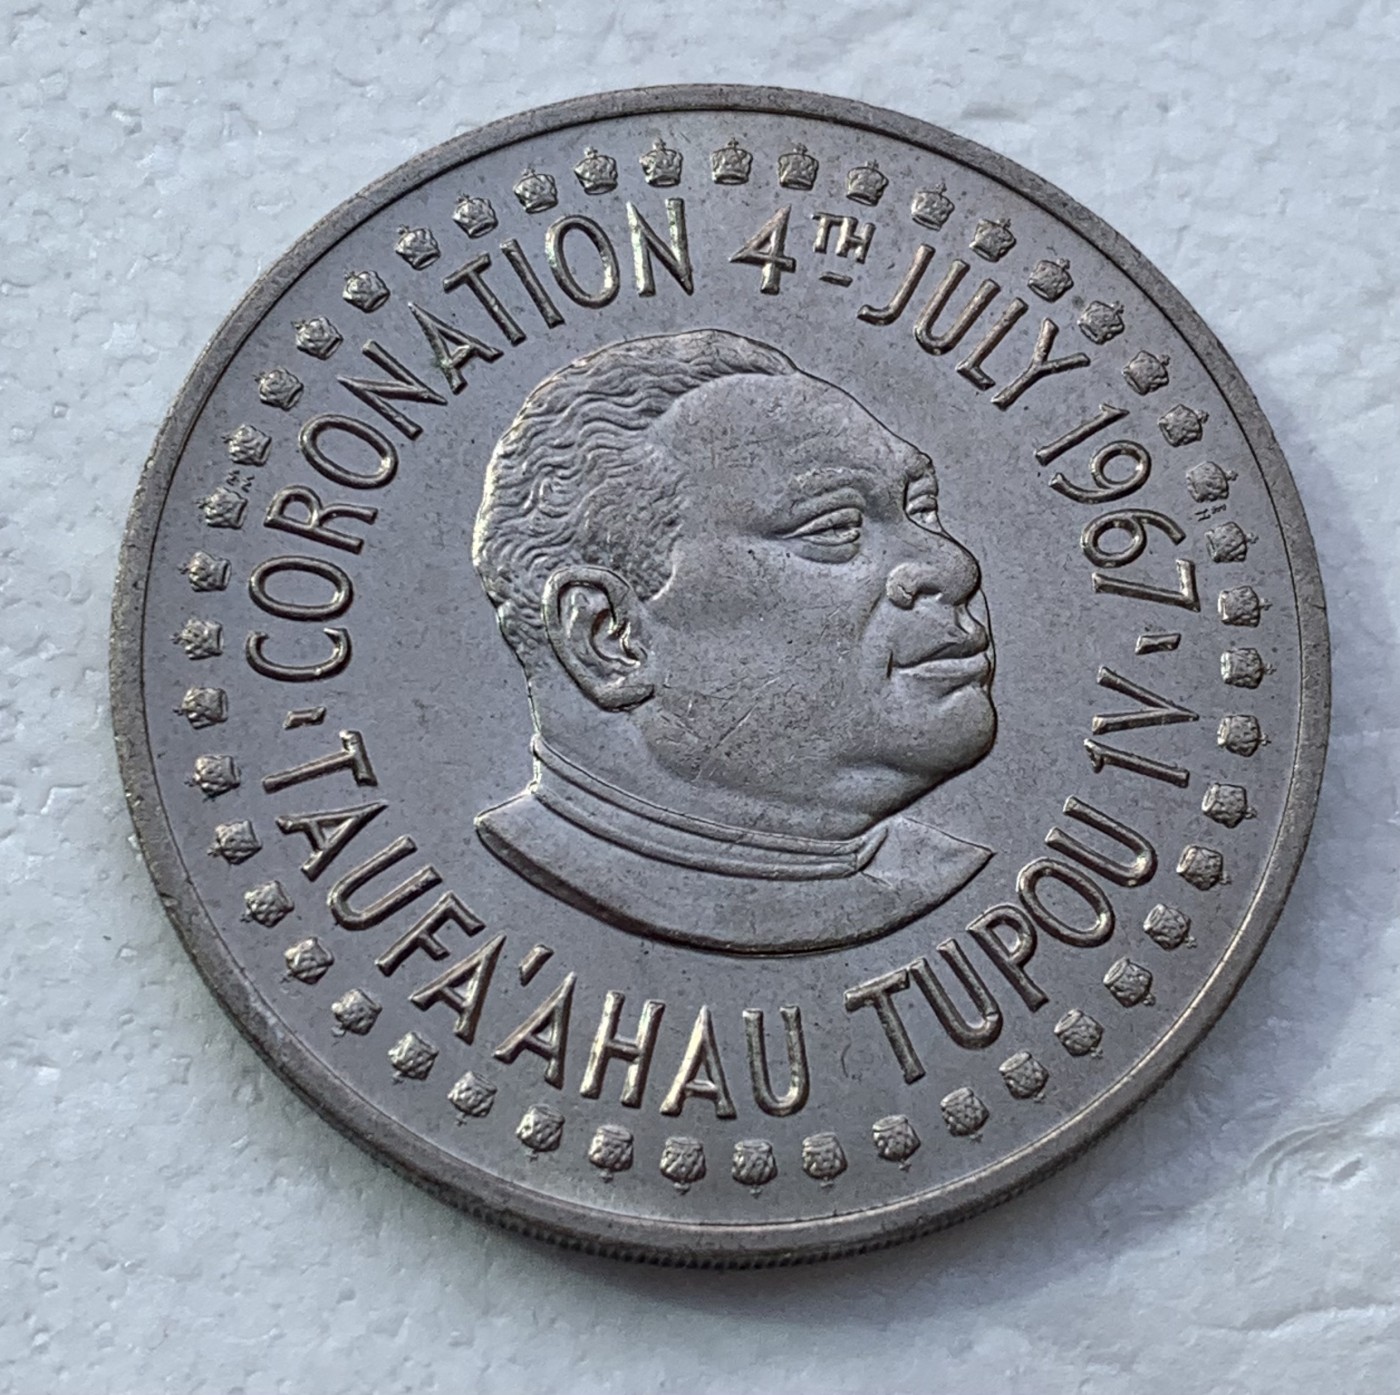 TAUFA'AHAU TUPOU IV' CORONATION 4TH JULY 1967'